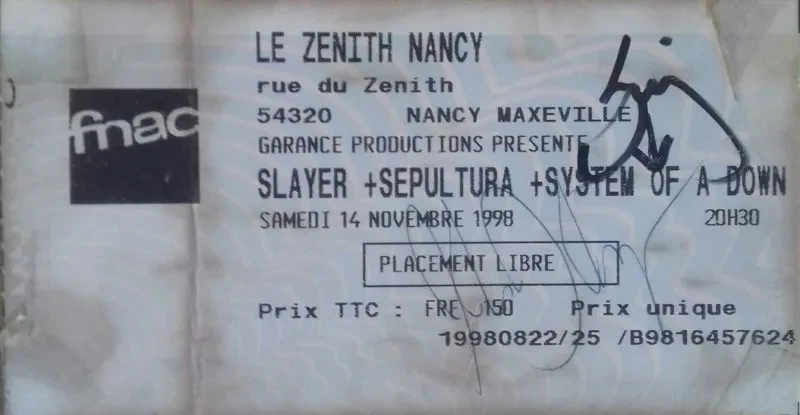 fnac
LE ZENITH NANCY
rue du Zenith
54320 NANCY MAXEVILLE
GARANCE PRODUCTIONS PRESENTE
SLAYER +SEPULTURA +SYSTEM OF A DOWN
SAMEDI 14 NOVEMBRE 1998 20H30
PLACEMENT LIBRE
Prix TTC : FRF 150 Prix unique
19980822/25 /B9816457624